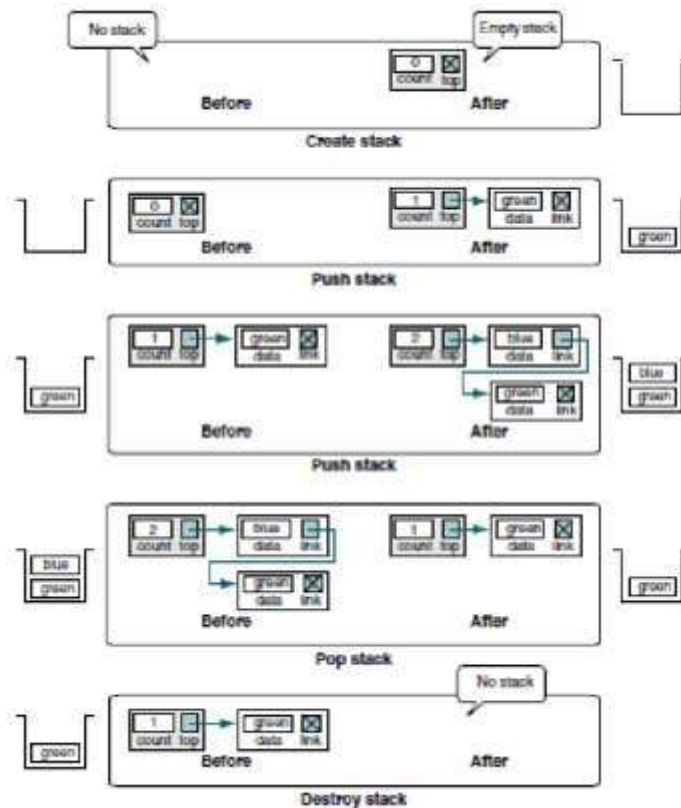 No stack Empty stack
0
count top
Before After
Create stack
0 1 green
count top count top data link
Before After
green
Push stack
1 green 2 blue
count top data link count top data link
green green blue
data link green
Before After
Push stack
2 blue 1 green
count top data link count top data link
blue
green green green
data link
Before After
Pop stack
No stack
1 green
green count top data link
Before After
Destroy stack